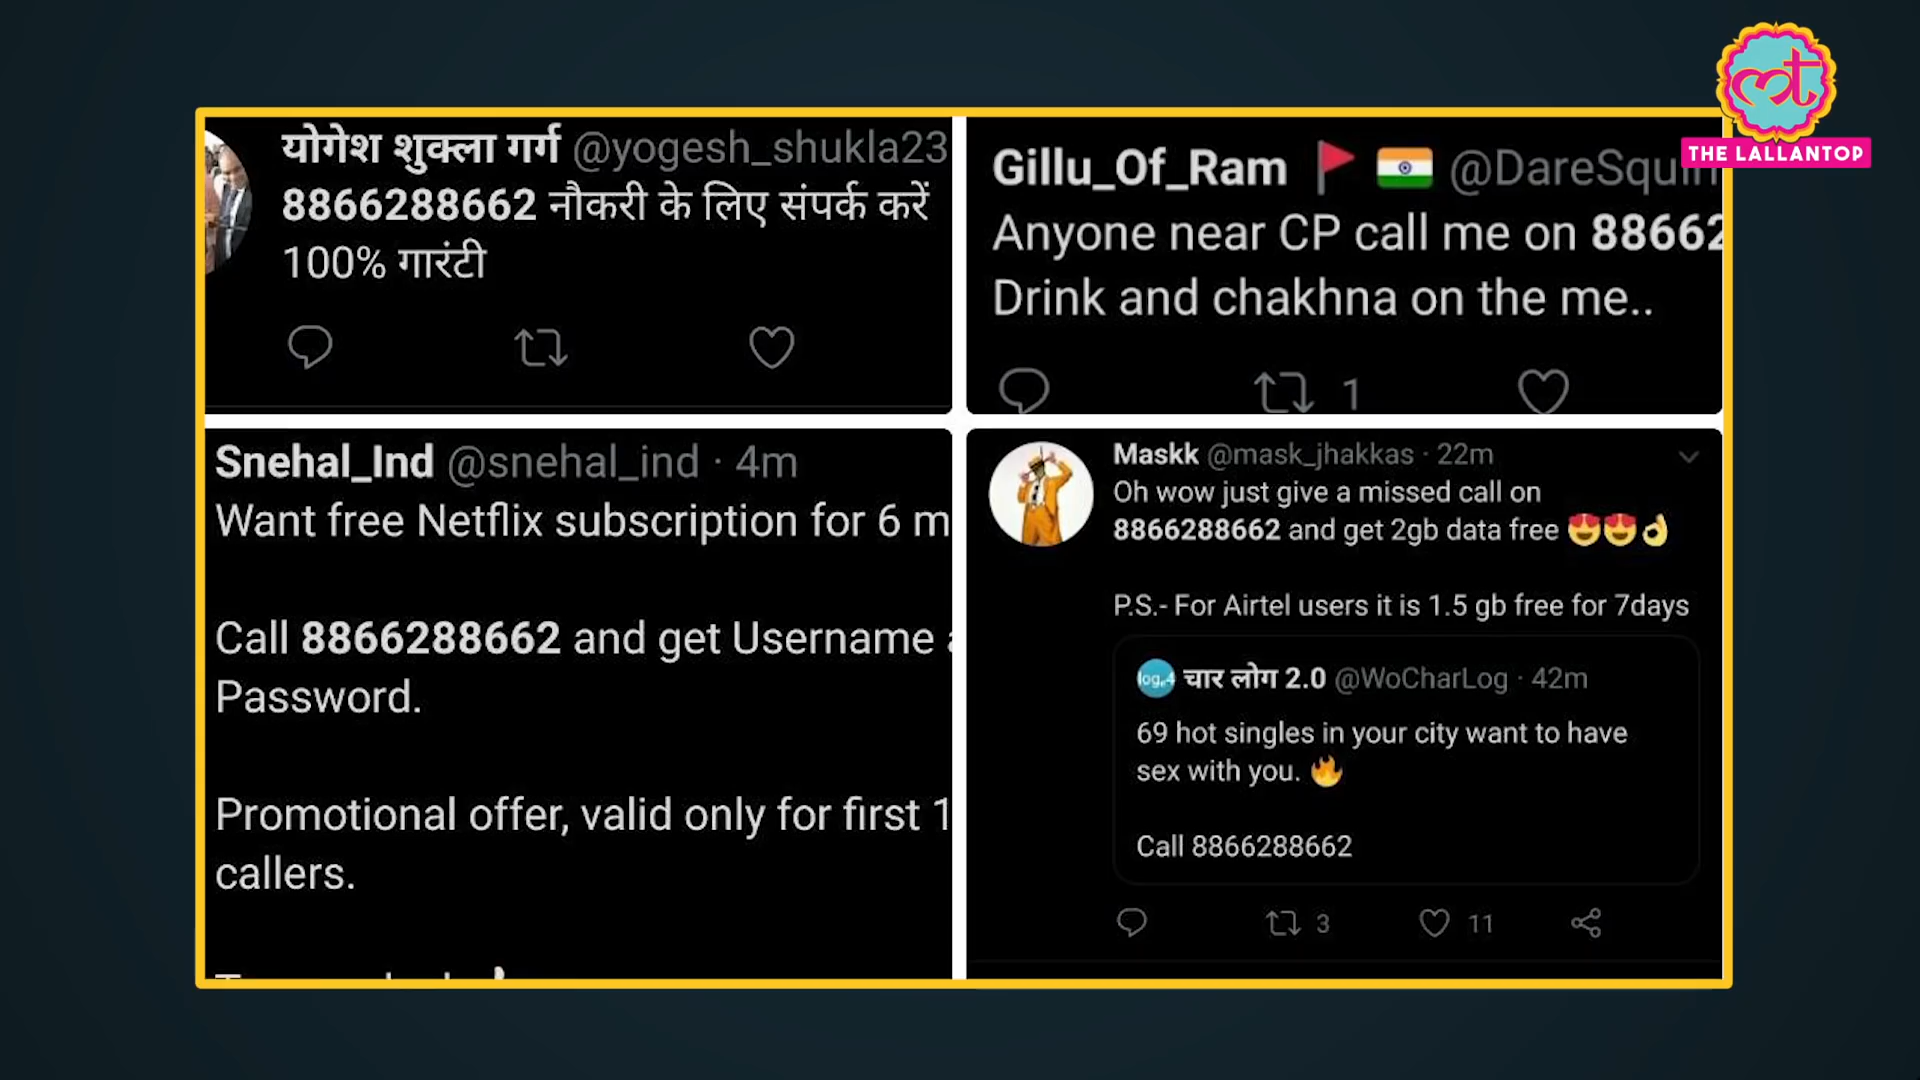 THE LALLANTOP
योगेश शुक्ला गर्ग @yogesh_shukla23
8866288662 नौकरी के लिए संपर्क करें
100% गारंटी
Gillu_Of_Ram 🚩 🇮🇳 @DareSqu
Anyone near CP call me on 88662
Drink and chakhna on the me..
1
Snehal_Ind @snehal_ind · 4m
Want free Netflix subscription for 6 m
Call 8866288662 and get Username
Password.
Promotional offer, valid only for first 1
callers.
Maskk @mask_jhakkas · 22m
Oh wow just give a missed call on
8866288662 and get 2gb data free 😍😍👌
P.S.- For Airtel users it is 1.5 gb free for 7days
चार लोग 2.0 @WoCharLog · 42m
69 hot singles in your city want to have
sex with you. 🔥
Call 8866288662
3 11